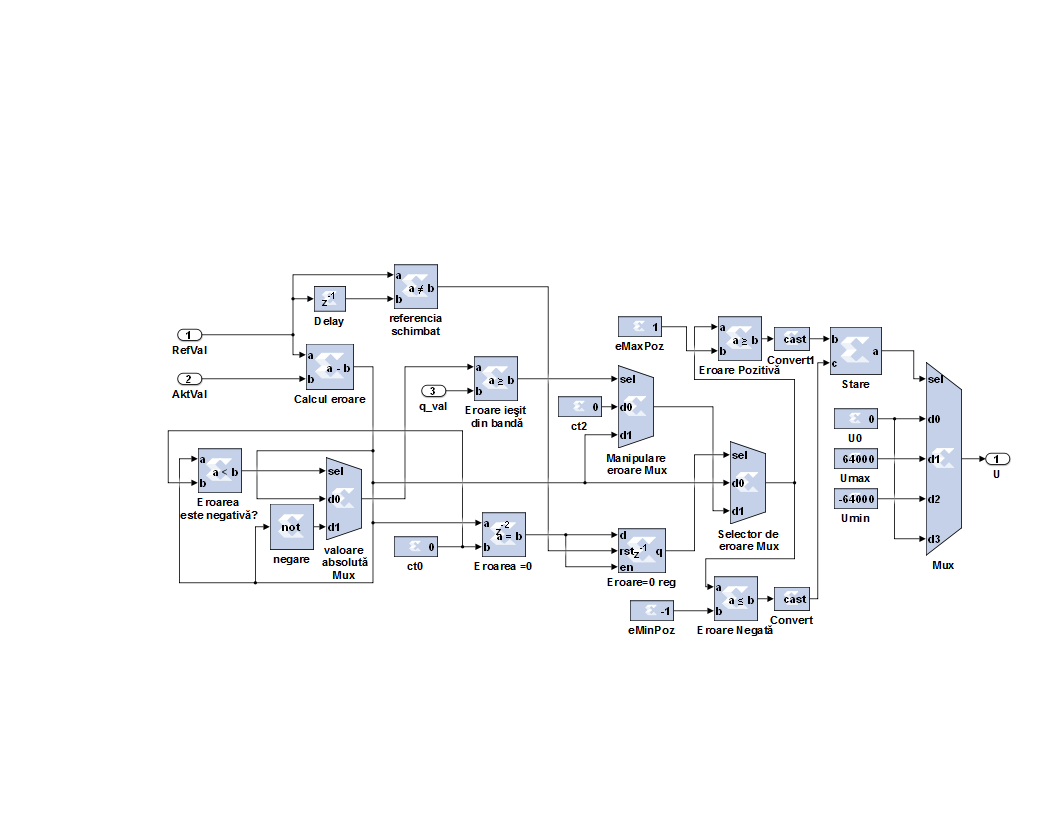 a
a ≠ b
b
z-1
Delay
referencia
schimbat
1
RefVal
2
AktVal
a
a - b
b
Calcul eroare
a
a ≥ b
b
3
q_val
Eroare ieşit
din bandă
a
a < b
b
Eroarea
este negativă?
sel
d0
d1
not
negare
valoare
absolută
Mux
0
ct0
a
z-2
a = b
b
Eroarea =0
sel
d0
d1
0
ct2
Manipulare
eroare Mux
d
rst
z-1
q
en
Eroare=0 reg
sel
d0
d1
Selector de
eroare Mux
1
eMaxPoz
a
a ≥ b
b
Eroare Pozitivă
cast
Convert1
-1
eMinPoz
a
a ≤ b
b
Eroare Negată
cast
Convert
b
a
c
Stare
0
U0
64000
Umax
-64000
Umin
sel
d0
d1
d2
d3
Mux
1
U